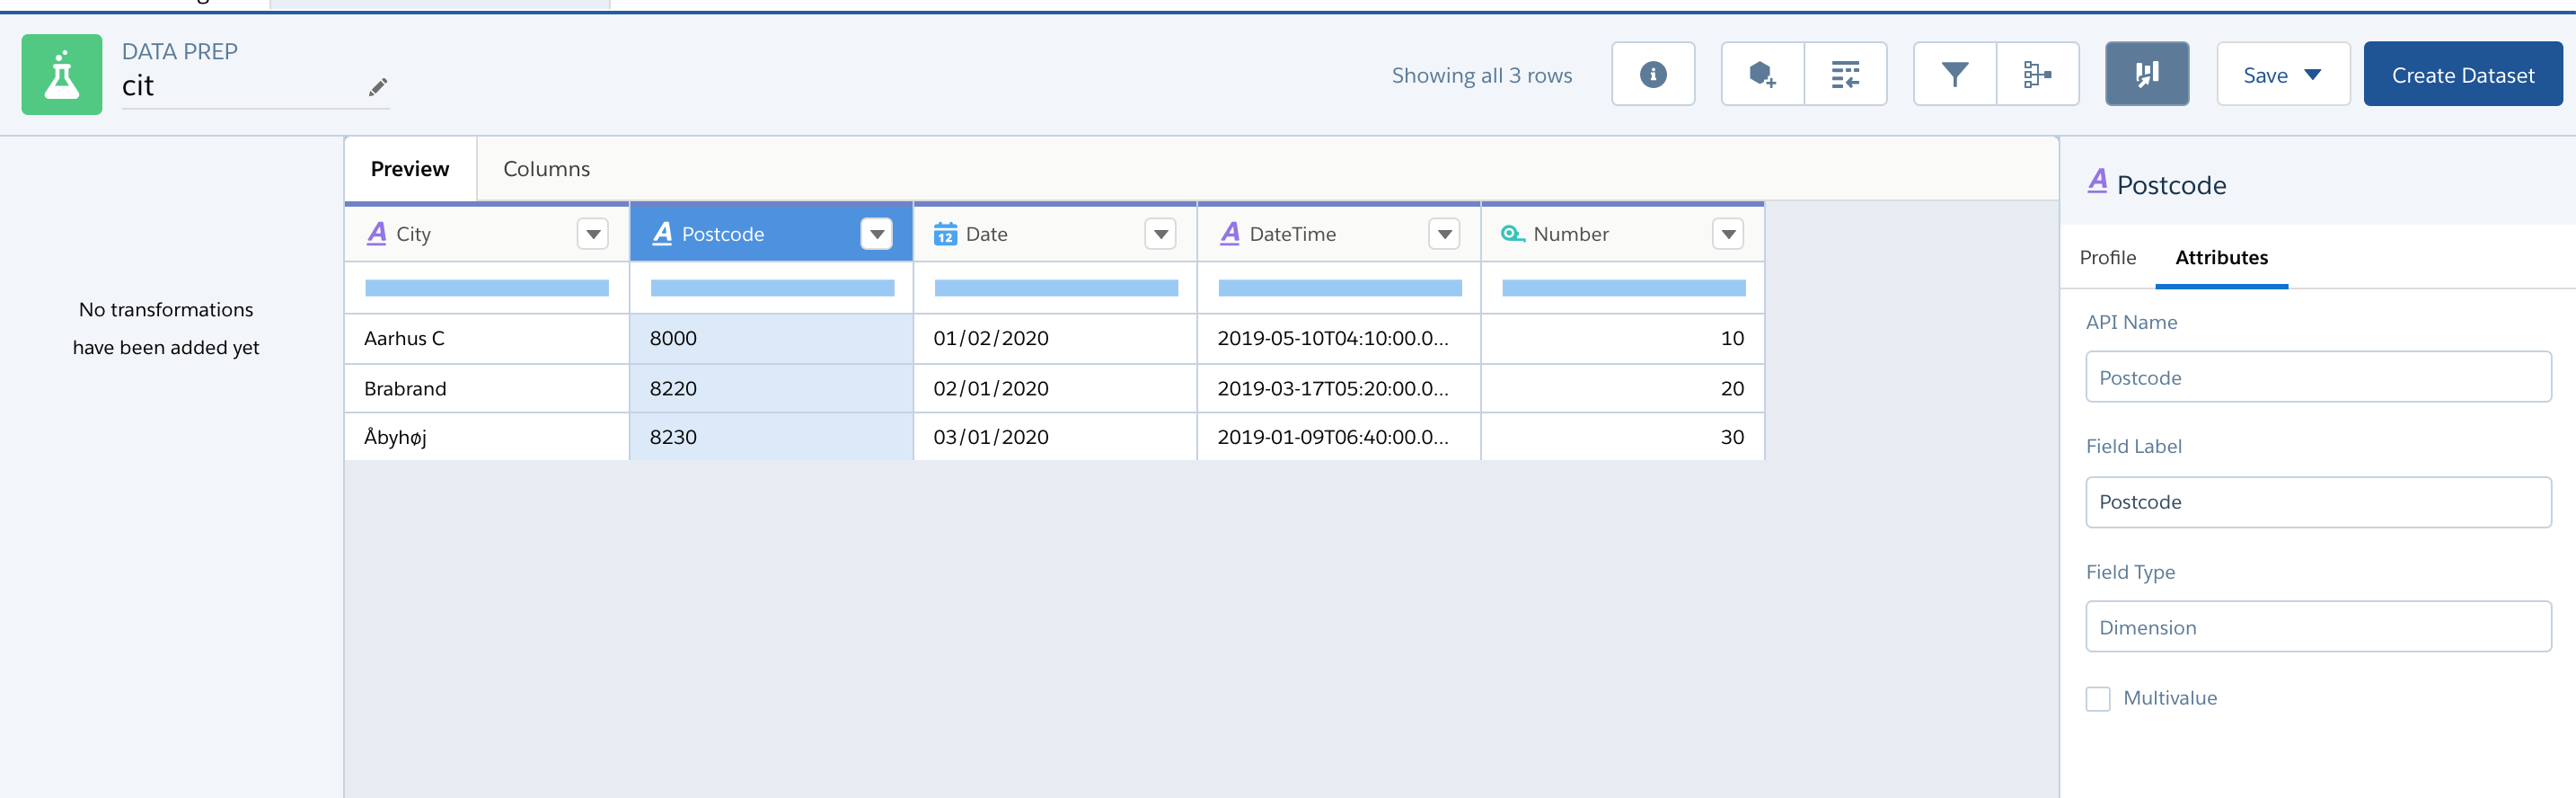 DATA PREP
cit
Showing all 3 rows
Save
Create Dataset
No transformations
have been added yet
Preview Columns
City Postcode Date DateTime Number
Aarhus C 8000 01/02/2020 2019-05-10T04:10:00.0... 10
Brabrand 8220 02/01/2020 2019-03-17T05:20:00.0... 20
Åbyhøj 8230 03/01/2020 2019-01-09T06:40:00.0... 30
Postcode
Profile Attributes
API Name
Postcode
Field Label
Postcode
Field Type
Dimension
Multivalue